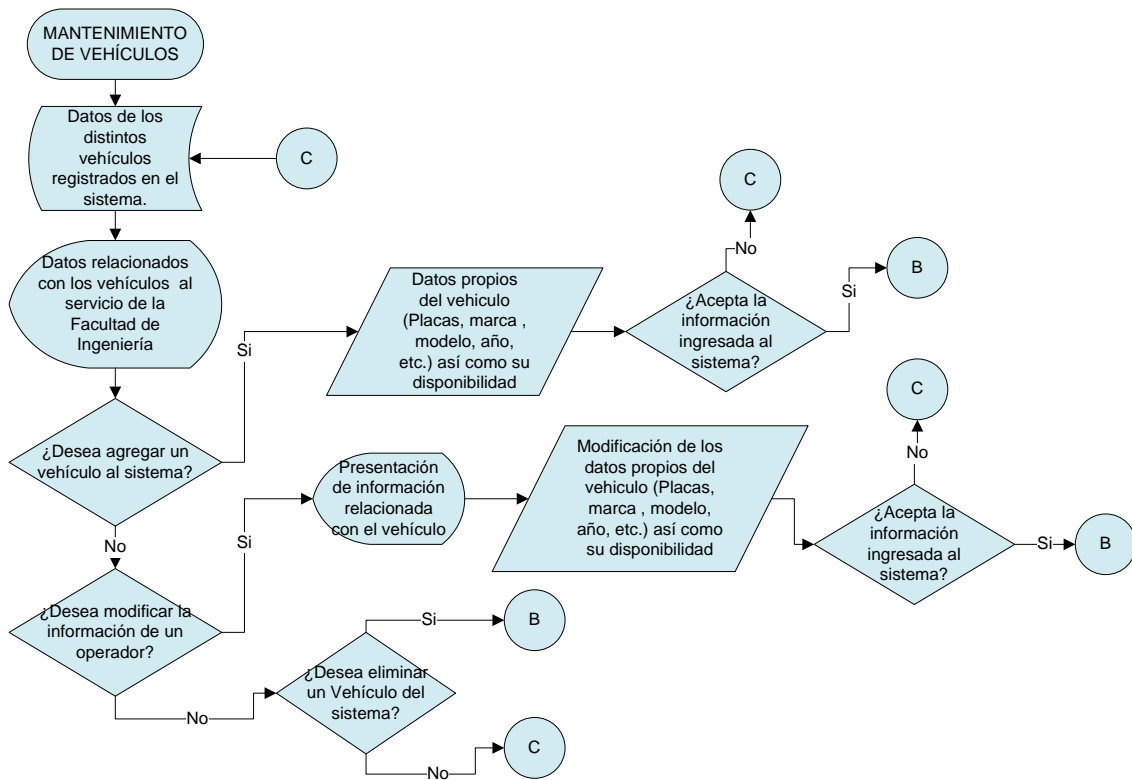 MANTENIMIENTO
DE VEHÍCULOS
Datos de los
distintos
vehículos
registrados en el
sistema.
C
Datos relacionados
con los vehículos al
servicio de la
Facultad de
Ingeniería
Si
Datos propios
del vehiculo
(Placas, marca ,
modelo, año,
etc.) así como su
disponibilidad
¿Acepta la
información
ingresada al
sistema?
No
C
Si
B
¿Desea agregar un
vehículo al sistema?
No
Si
Presentación
de información
relacionada
con el vehículo
Modificación de los
datos propios del
vehiculo (Placas,
marca , modelo,
año, etc.) así como
su disponibilidad
¿Acepta la
información
ingresada al
sistema?
No
C
Si
B
¿Desea modificar la
información de un
operador?
No
¿Desea eliminar
un Vehículo del
sistema?
Si
B
No
C